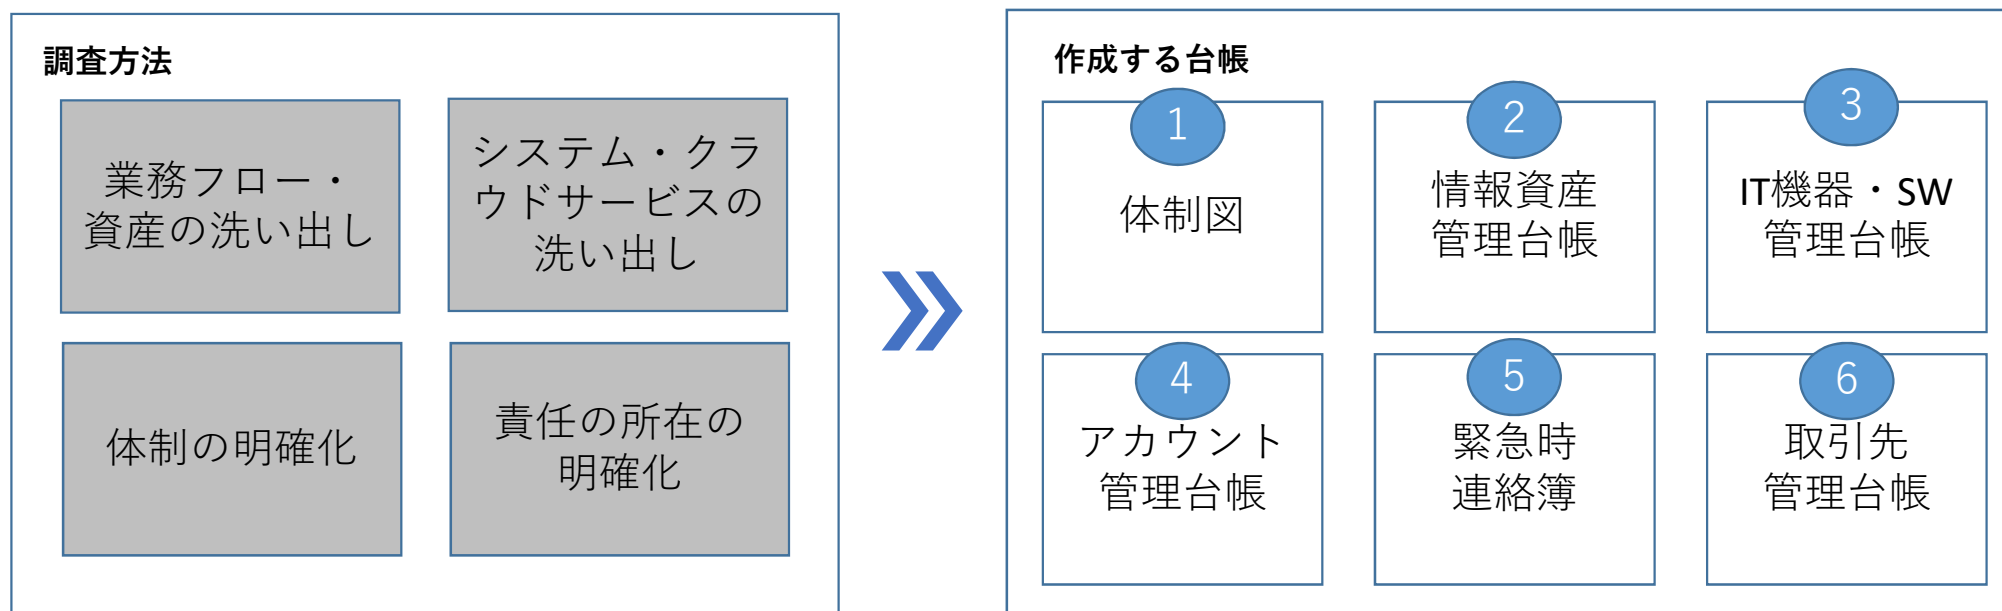 調査方法
業務フロー・
資産の洗い出し
システム・クラ
ウドサービスの
洗い出し
体制の明確化
責任の所在の
明確化
作成する台帳
1
体制図
2
情報資産
管理台帳
3
IT機器・SW
管理台帳
4
アカウント
管理台帳
5
緊急時
連絡簿
6
取引先
管理台帳